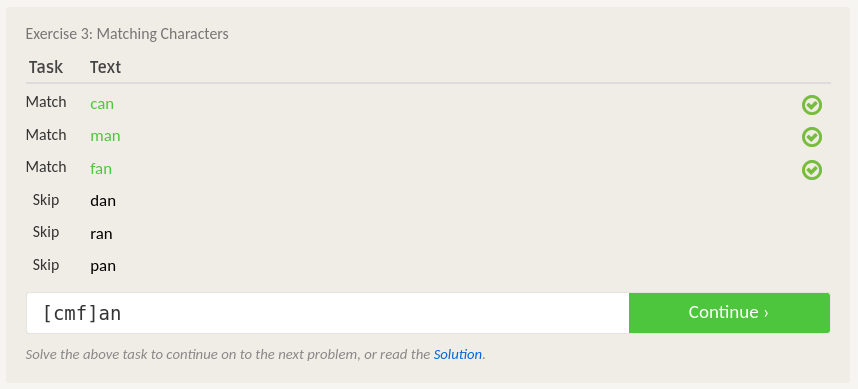 Exercise 3: Matching Characters
Task Text
Match can
Match man
Match fan
Skip dan
Skip ran
Skip pan
[cmf]an Continue ›
Solve the above task to continue on to the next problem, or read the Solution.